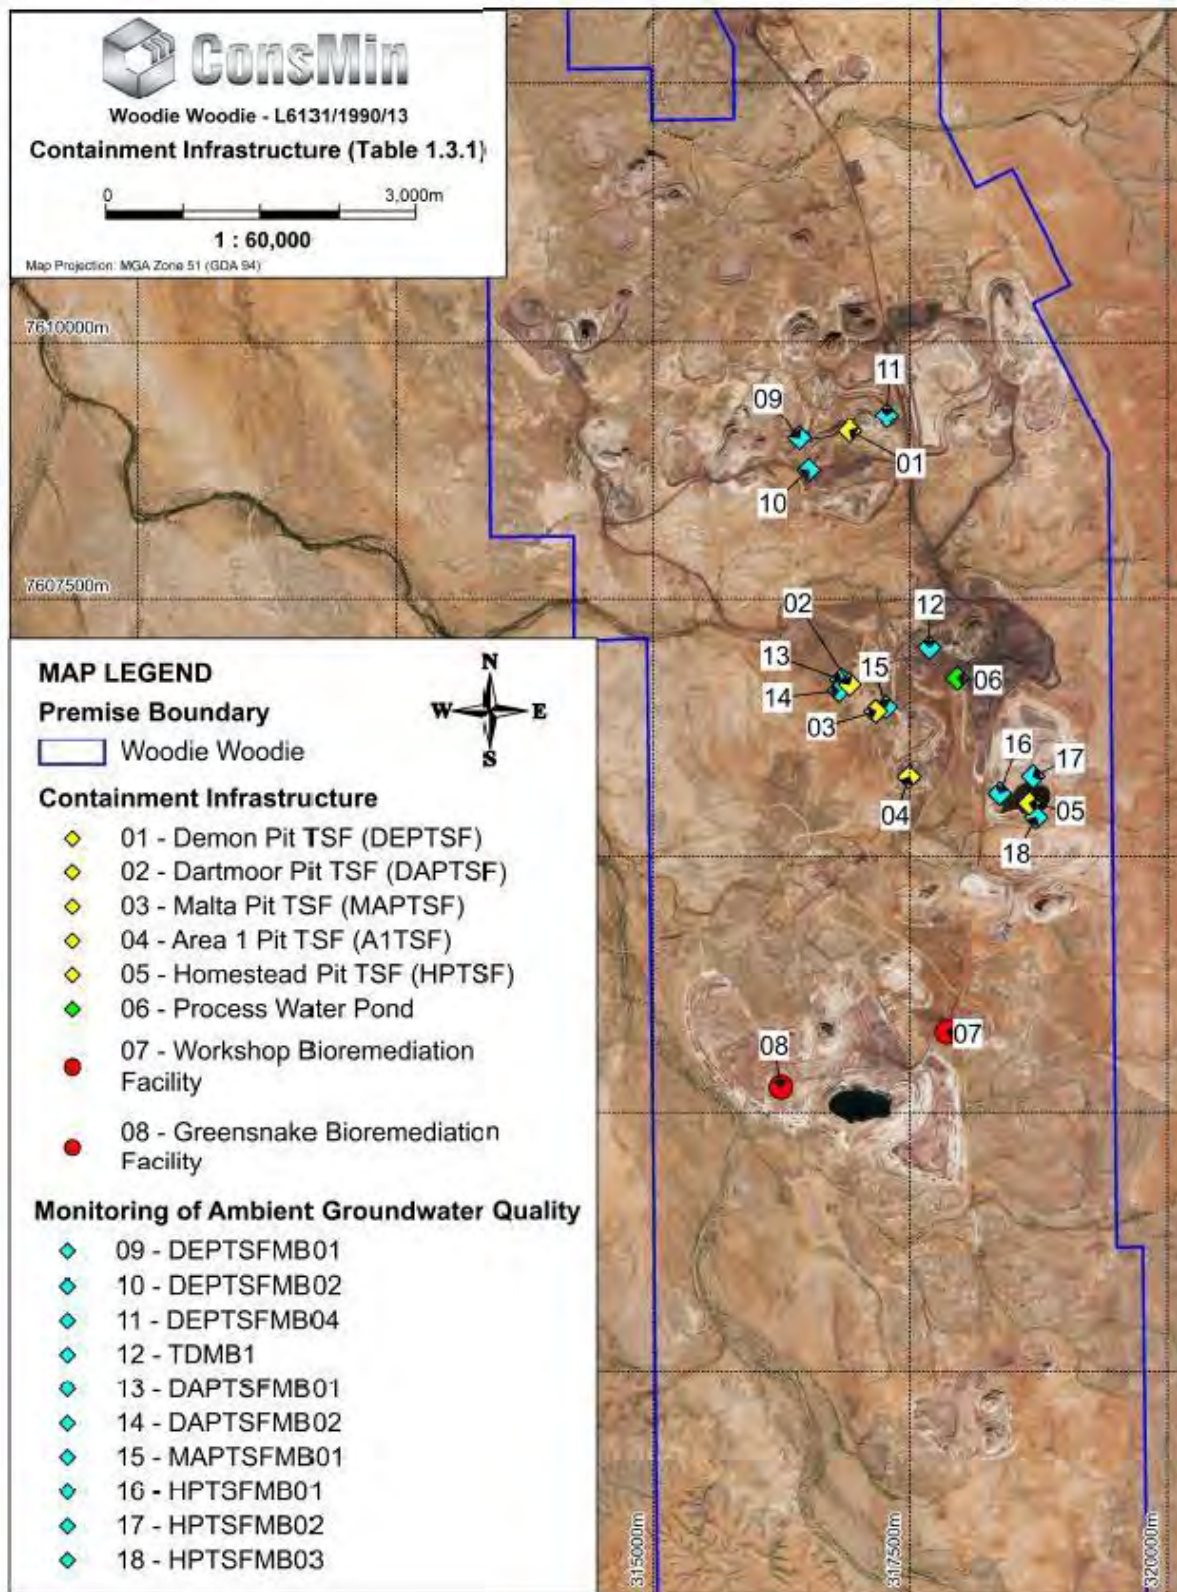 ConsMin
Woodie Woodie - L6131/1990/13
Containment Infrastructure (Table 1.3.1)
0 3,000m
1 : 60,000
Map Projection: MGA Zone 51 (GDA 94)
7610000m
11
09
01
10
7607500m
02
12
13
15
14
06
03
16
17
04
05
18
07
08
315000m
317500m
320000m
MAP LEGEND
N
W E
S
Premise Boundary
Woodie Woodie
Containment Infrastructure
01 - Demon Pit TSF (DEPTSF)
02 - Dartmoor Pit TSF (DAPTSF)
03 - Malta Pit TSF (MAPTSF)
04 - Area 1 Pit TSF (A1TSF)
05 - Homestead Pit TSF (HPTSF)
06 - Process Water Pond
07 - Workshop Bioremediation
Facility
08 - Greensnake Bioremediation
Facility
Monitoring of Ambient Groundwater Quality
09 - DEPTSFMB01
10 - DEPTSFMB02
11 - DEPTSFMB04
12 - TDMB1
13 - DAPTSFMB01
14 - DAPTSFMB02
15 - MAPTSFMB01
16 - HPTSFMB01
17 - HPTSFMB02
18 - HPTSFMB03